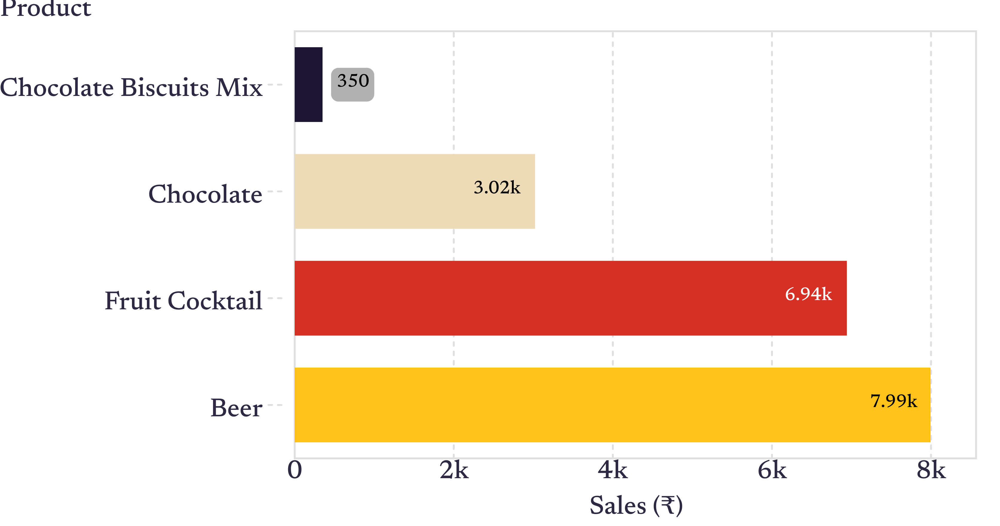 Product
Chocolate Biscuits Mix
350
Chocolate
3.02k
Fruit Cocktail
6.94k
Beer
7.99k
0 2k 4k 6k 8k
Sales (₹)